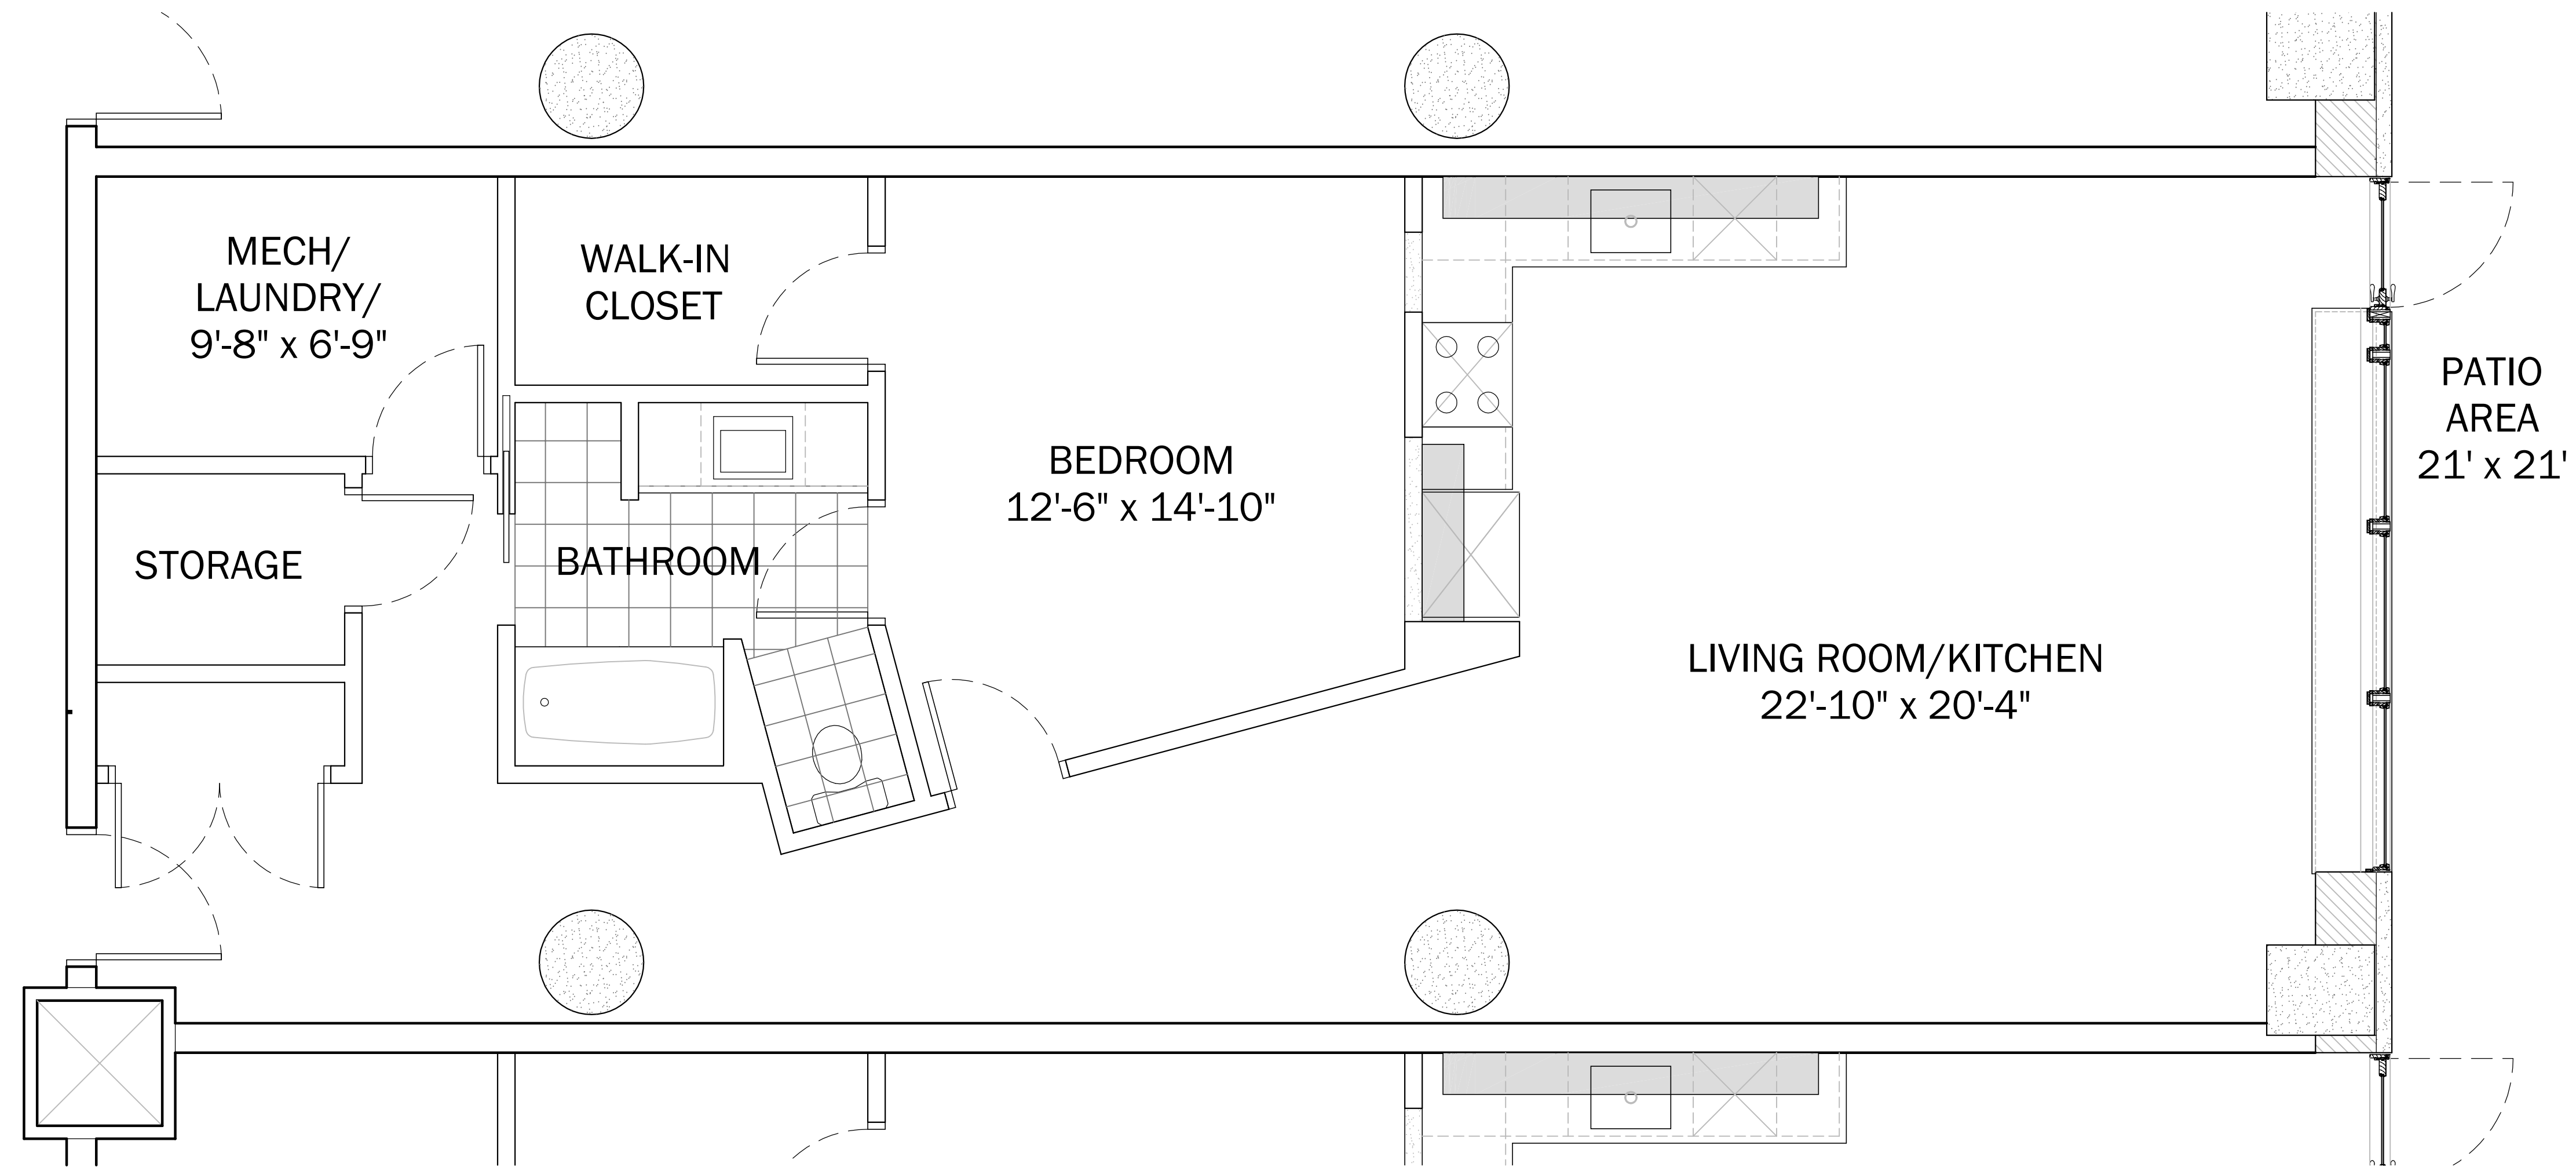 MECH/
LAUNDRY/
9'-8" x 6'-9"
WALK-IN
CLOSET
STORAGE
BATHROOM
BEDROOM
12'-6" x 14'-10"
LIVING ROOM/KITCHEN
22'-10" x 20'-4"
PATIO
AREA
21' x 21'